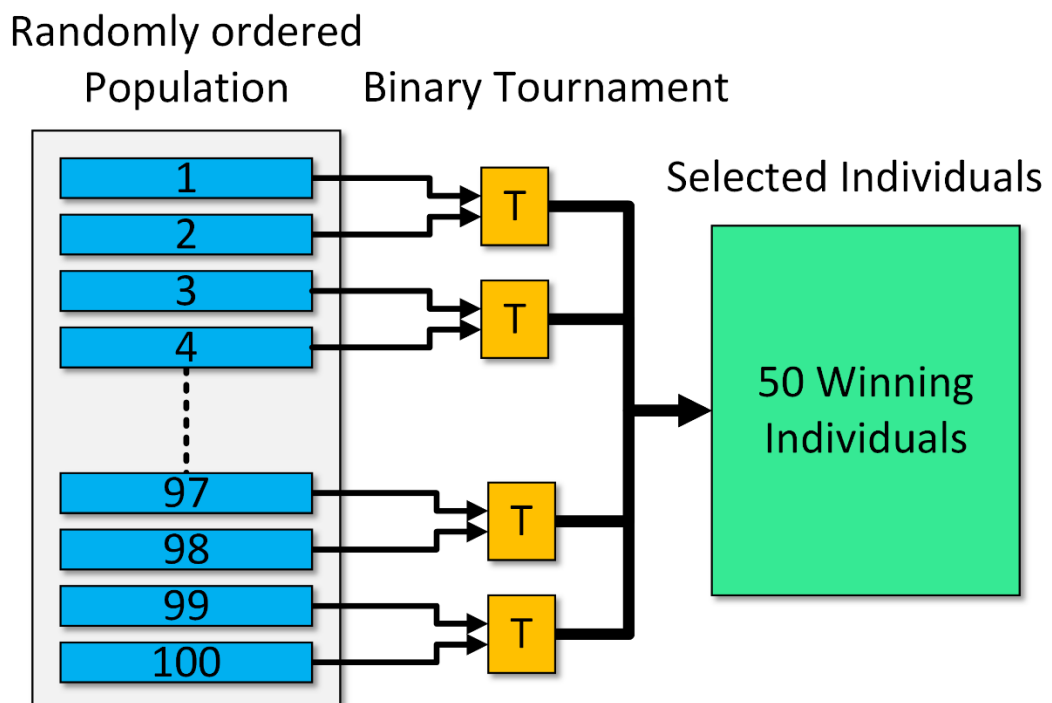 Randomly ordered
Population
Binary Tournament
1
2
3
4
97
98
99
100
T
T
T
T
Selected Individuals
50 Winning
Individuals